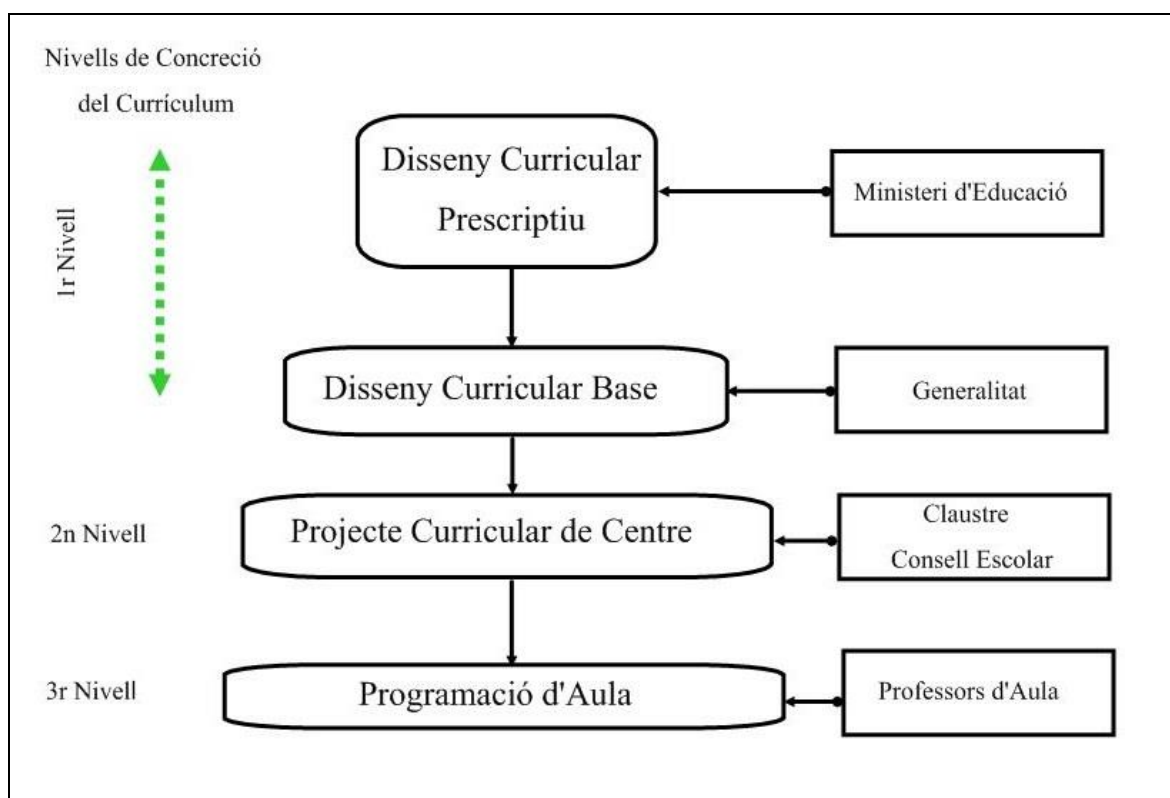 Nivells de Concreció
del Currículum
1r Nivell
Disseny Curricular
Prescriptiu
Ministeri d'Educació
Disseny Curricular Base
Generalitat
2n Nivell
Projecte Curricular de Centre
Claustre
Consell Escolar
3r Nivell
Programació d'Aula
Professors d'Aula